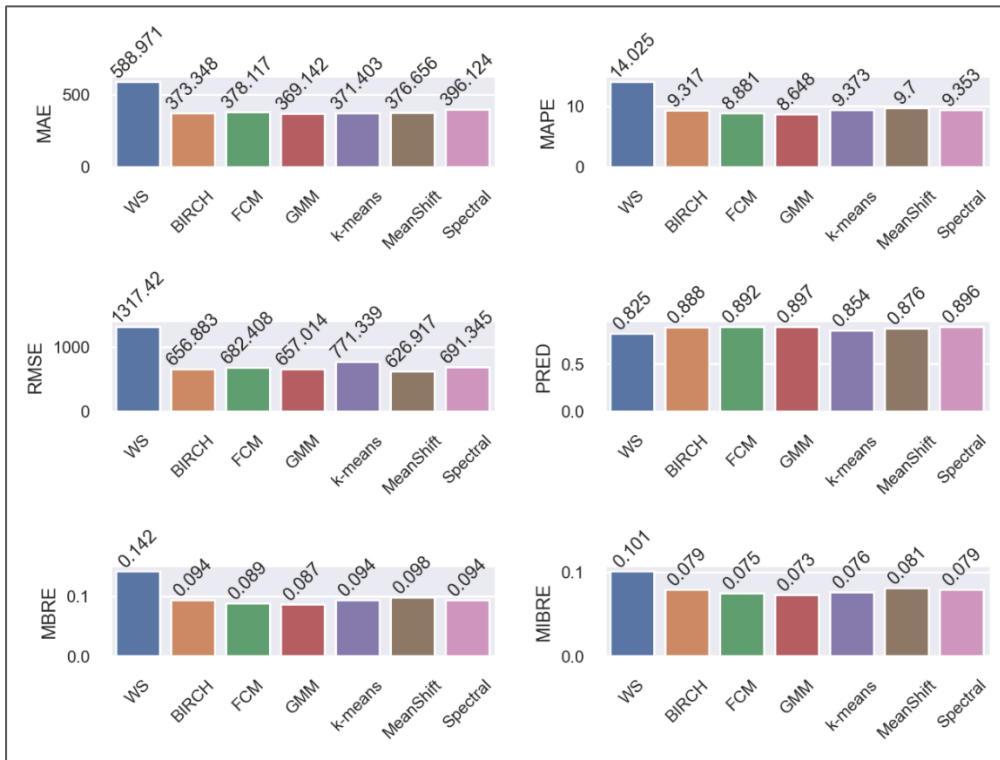 588.971
373.348
378.117
369.142
371.403
376.656
396.124
500
0
MAE
WS
BIRCH
FCM
GMM
k-means
MeanShift
Spectral
14.025
9.317
8.881
8.648
9.373
9.7
9.353
10
0
MAPE
WS
BIRCH
FCM
GMM
k-means
MeanShift
Spectral
1317.42
656.883
682.408
657.014
771.339
626.917
691.345
1000
0
RMSE
WS
BIRCH
FCM
GMM
k-means
MeanShift
Spectral
0.825
0.888
0.892
0.897
0.854
0.876
0.896
0.5
0.0
PRED
WS
BIRCH
FCM
GMM
k-means
MeanShift
Spectral
0.142
0.094
0.089
0.087
0.094
0.098
0.094
0.1
0.0
MBRE
WS
BIRCH
FCM
GMM
k-means
MeanShift
Spectral
0.101
0.079
0.075
0.073
0.076
0.081
0.079
0.1
0.0
MIBRE
WS
BIRCH
FCM
GMM
k-means
MeanShift
Spectral